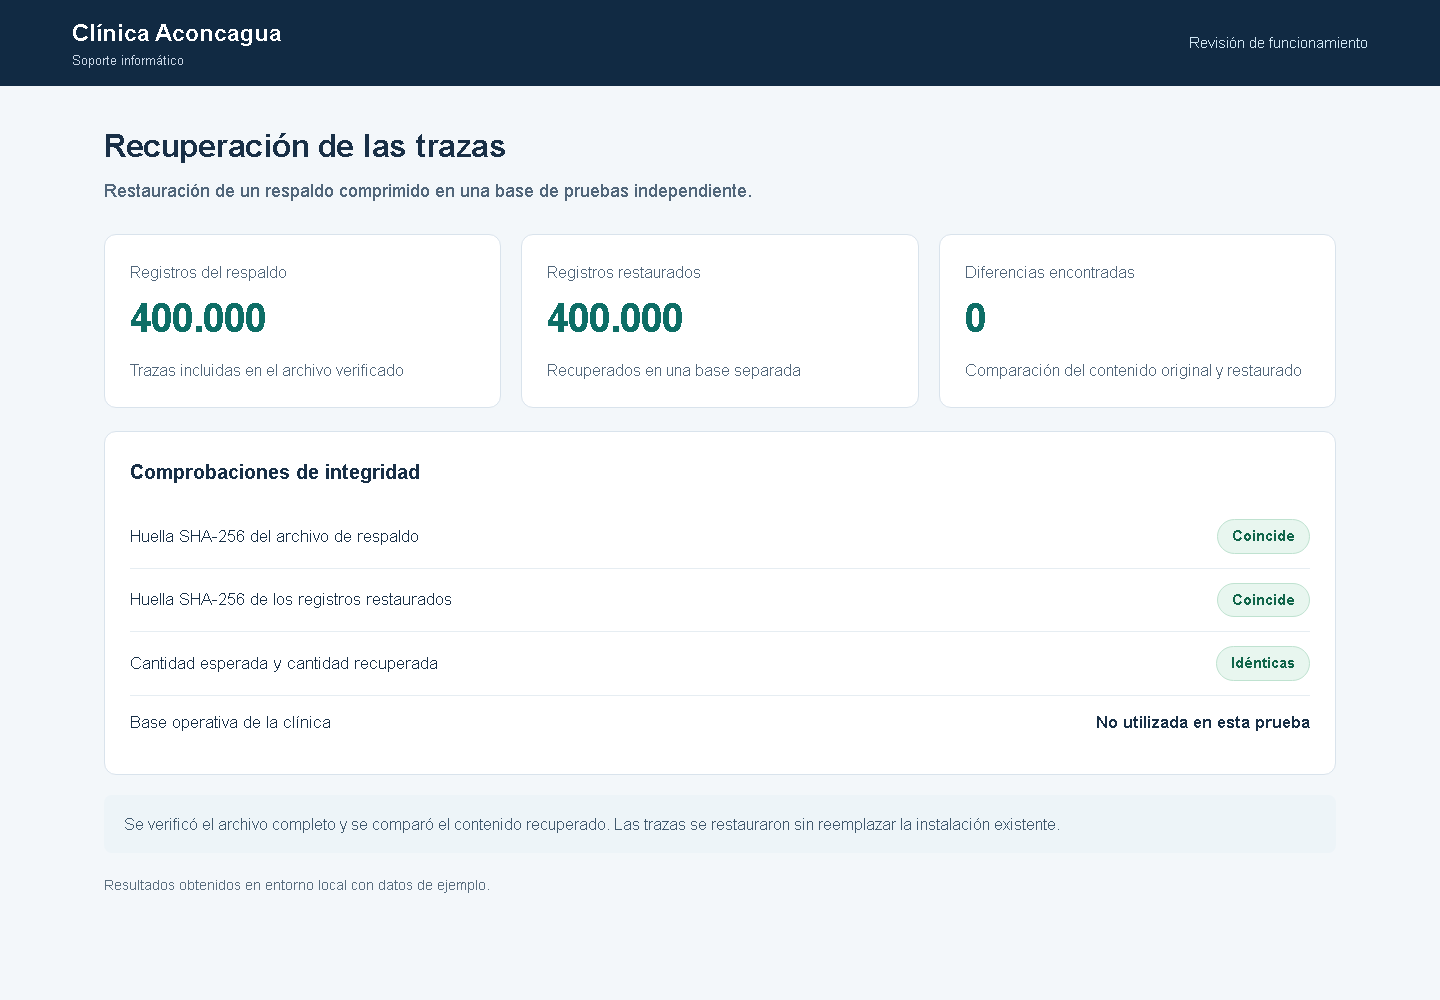 Clínica Aconcagua
Soporte informático
Revisión de funcionamiento
Recuperación de las trazas
Restauración de un respaldo comprimido en una base de pruebas independiente.
Registros del respaldo
400.000
Trazas incluidas en el archivo verificado
Registros restaurados
400.000
Recuperados en una base separada
Diferencias encontradas
0
Comparación del contenido original y restaurado
Comprobaciones de integridad
Huella SHA-256 del archivo de respaldo
Coincide
Huella SHA-256 de los registros restaurados
Coincide
Cantidad esperada y cantidad recuperada
Idénticas
Base operativa de la clínica
No utilizada en esta prueba
Se verificó el archivo completo y se comparó el contenido recuperado. Las trazas se restauraron sin reemplazar la instalación existente.
Resultados obtenidos en entorno local con datos de ejemplo.